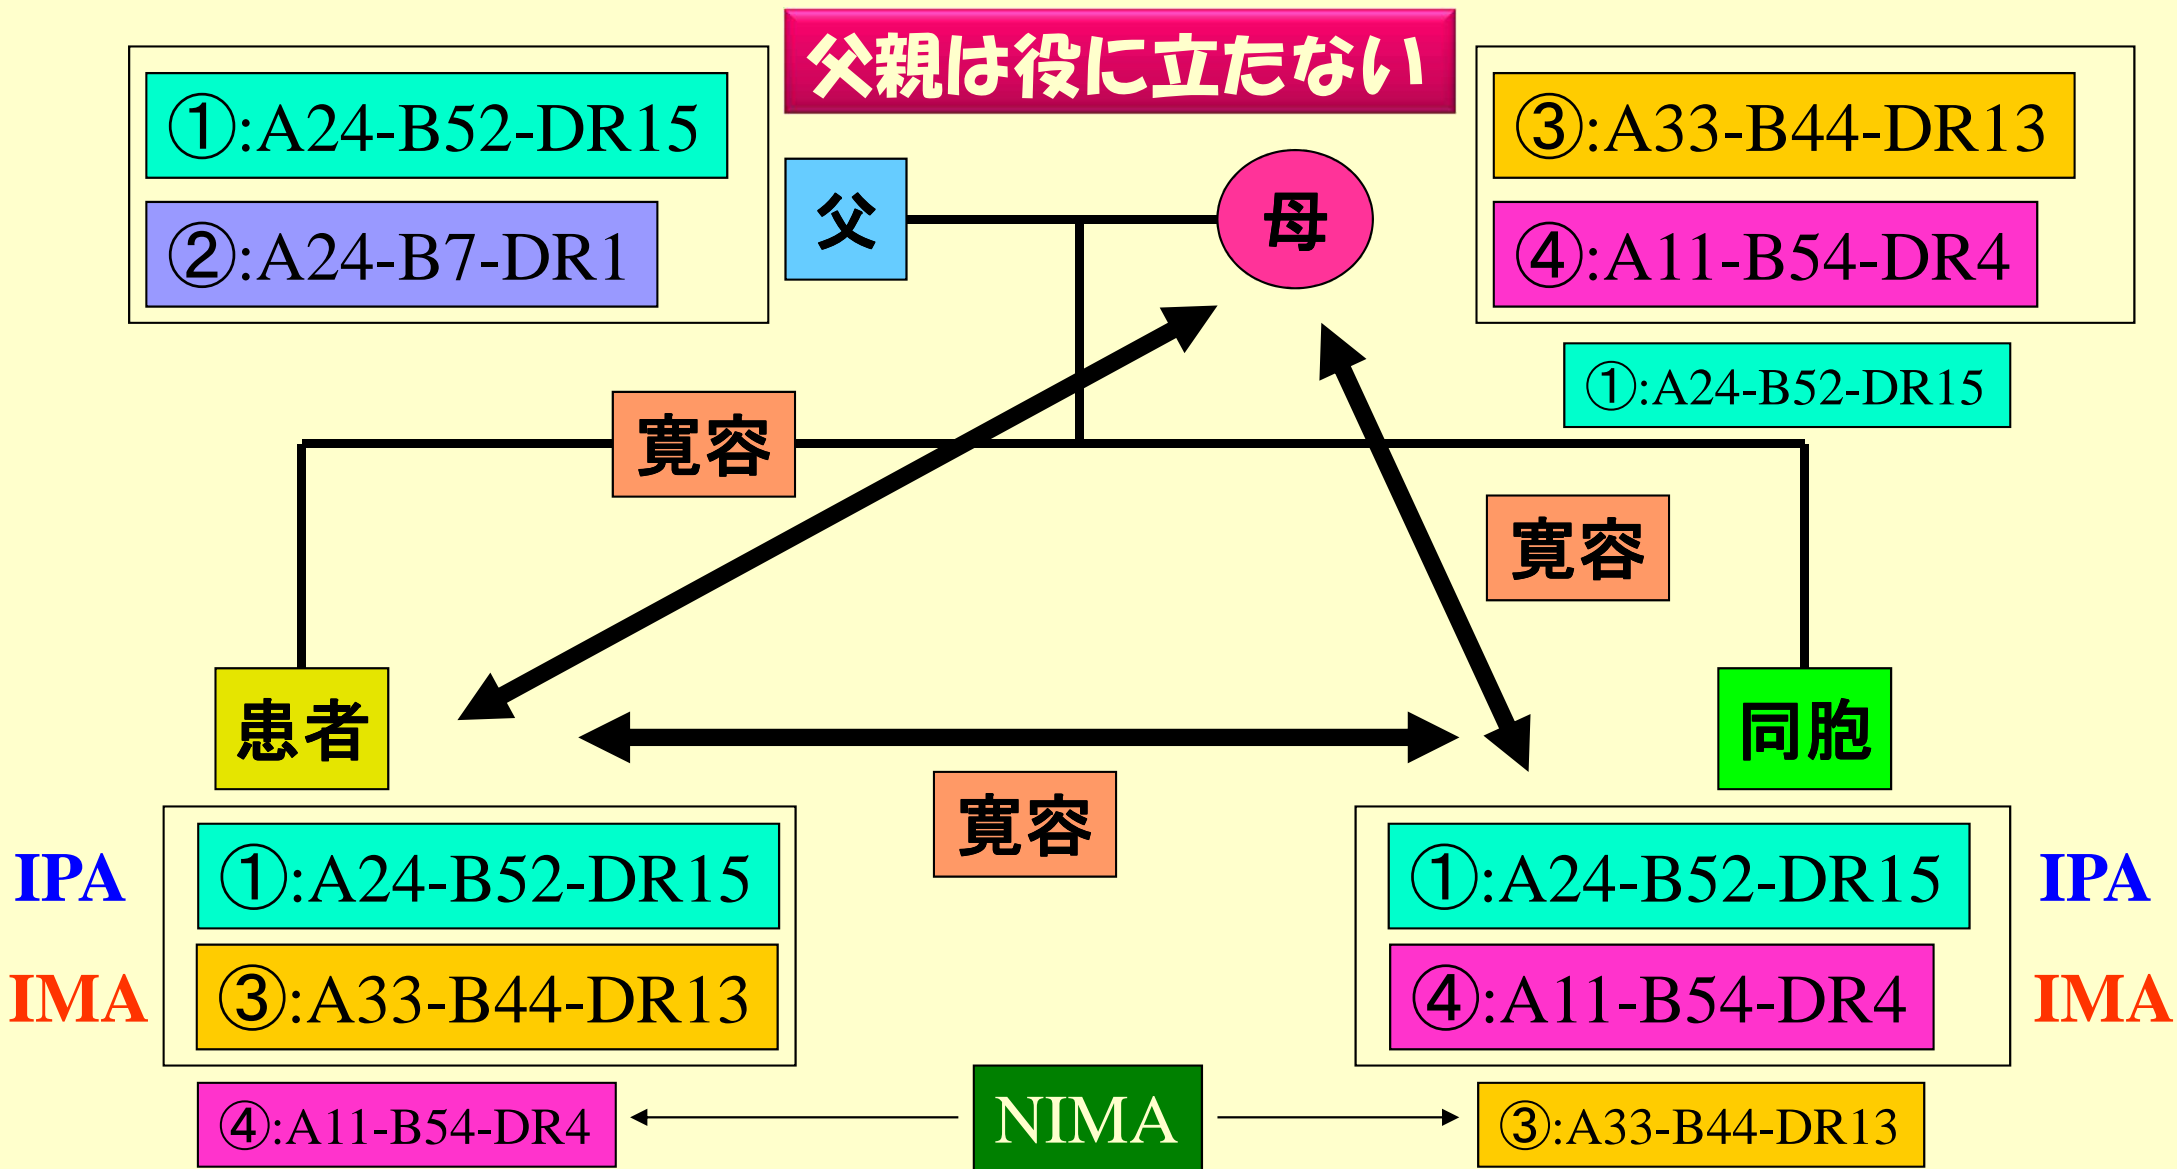 父親は役に立たない
①:A24-B52-DR15
②:A24-B7-DR1
父
母
③:A33-B44-DR13
④:A11-B54-DR4
①:A24-B52-DR15
寛容
寛容
患者
同胞
寛容
IPA
①:A24-B52-DR15
IMA
③:A33-B44-DR13
①:A24-B52-DR15
IPA
④:A11-B54-DR4
IMA
④:A11-B54-DR4
NIMA
③:A33-B44-DR13